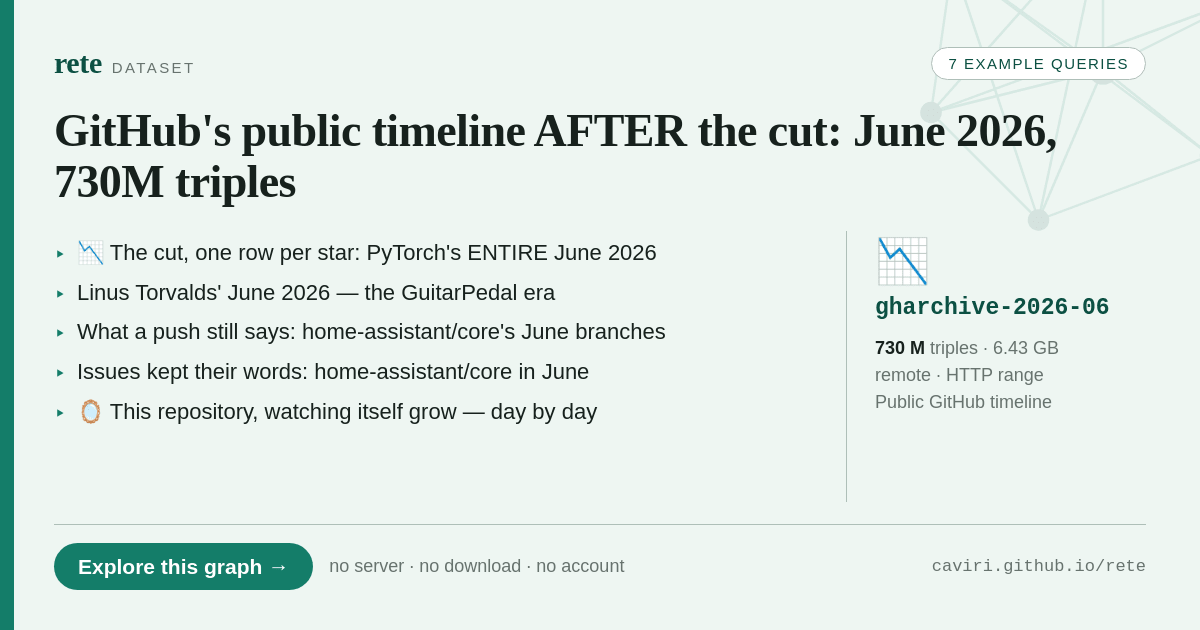 rete DATASET
7 EXAMPLE QUERIES
GitHub's public timeline AFTER the cut: June 2026,
730M triples
▸ 📉 The cut, one row per star: PyTorch's ENTIRE June 2026
▸ Linus Torvalds' June 2026 — the GuitarPedal era
▸ What a push still says: home-assistant/core's June branches
▸ Issues kept their words: home-assistant/core in June
▸ 🪞 This repository, watching itself grow — day by day
📉
gharchive-2026-06
730 M triples · 6.43 GB
remote · HTTP range
Public GitHub timeline
Explore this graph →
no server · no download · no account
caviri.github.io/rete